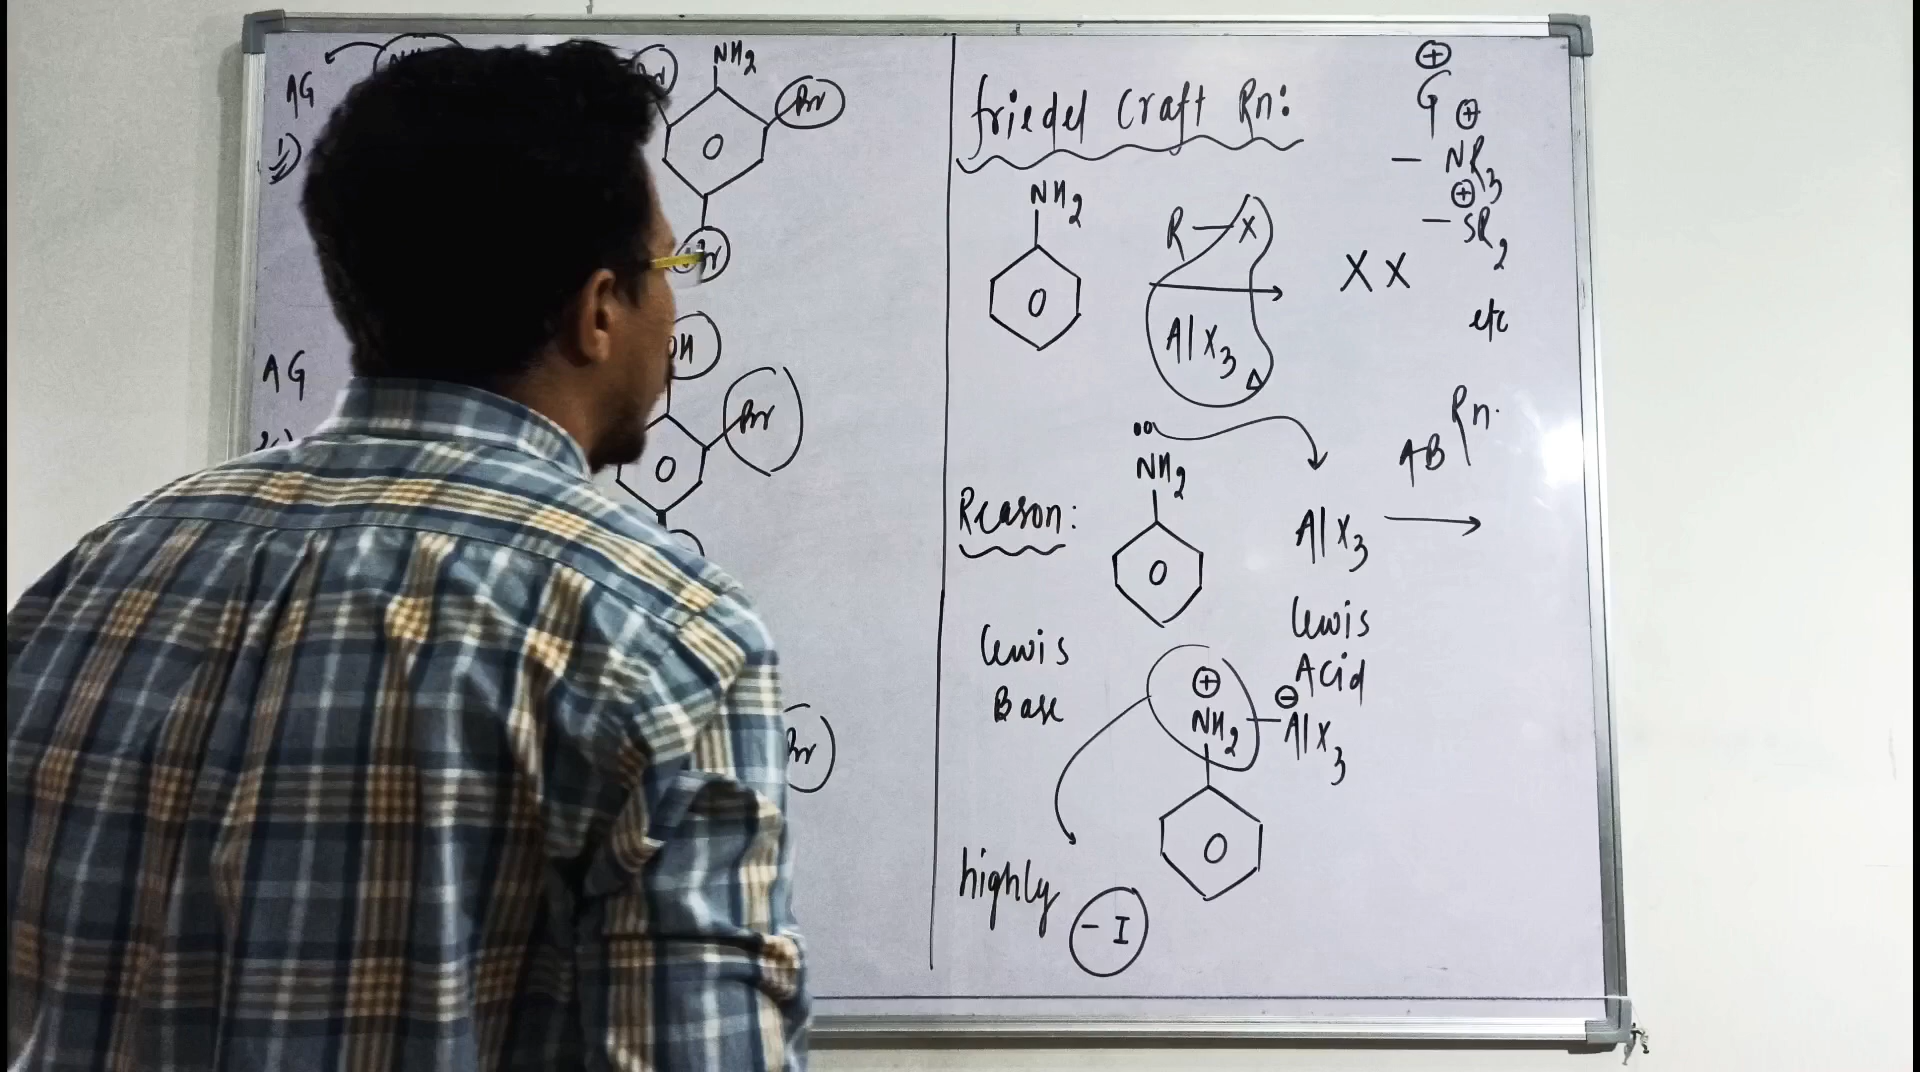 AG
NH2
Br
1)
Br
OH
AG
Br
Br
friedel Craft Rn:
⊕
G
⊕
— NR3
⊕
— SR2
etc
NH2
R—X
AlX3
Δ
X X
Reason:
NH2
AlX3
AB Rn.
Lewis
Base
Lewis
Acid
⊕
NH2
⊖
AlX3
highly
- I